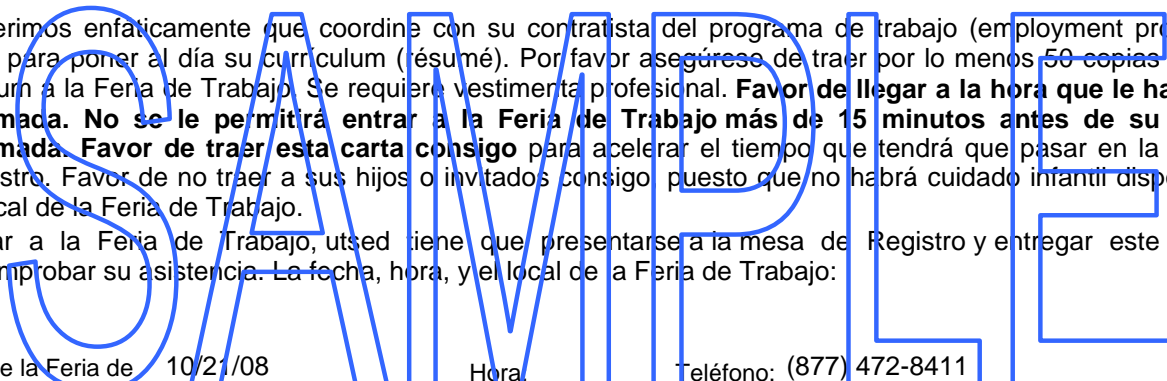 erimos enfáticamente que coordine con su contratista del programa de trabajo (employment pro
para poner al día su currículum (résumé). Por favor asegúrese de traer por lo menos 50 copias
um a la Feria de Trabajo. Se requiere vestimenta profesional. Favor de llegar a la hora que le ha
mada. No se le permitirá entrar a la Feria de Trabajo más de 15 minutos antes de su
mada. Favor de traer esta carta consigo para acelerar el tiempo que tendrá que pasar en la
stro. Favor de no traer a sus hijos o invitados consigo, puesto que no habrá cuidado infantil disp
cal de la Feria de Trabajo.
ar a la Feria de Trabajo, utsed tiene que presentarse a la mesa de Registro y entregar este
mprobar su asistencia. La fecha, hora, y el local de la Feria de Trabajo:
e la Feria de 10/21/08 Hora: Teléfono: (877) 472-8411
SAMPLE